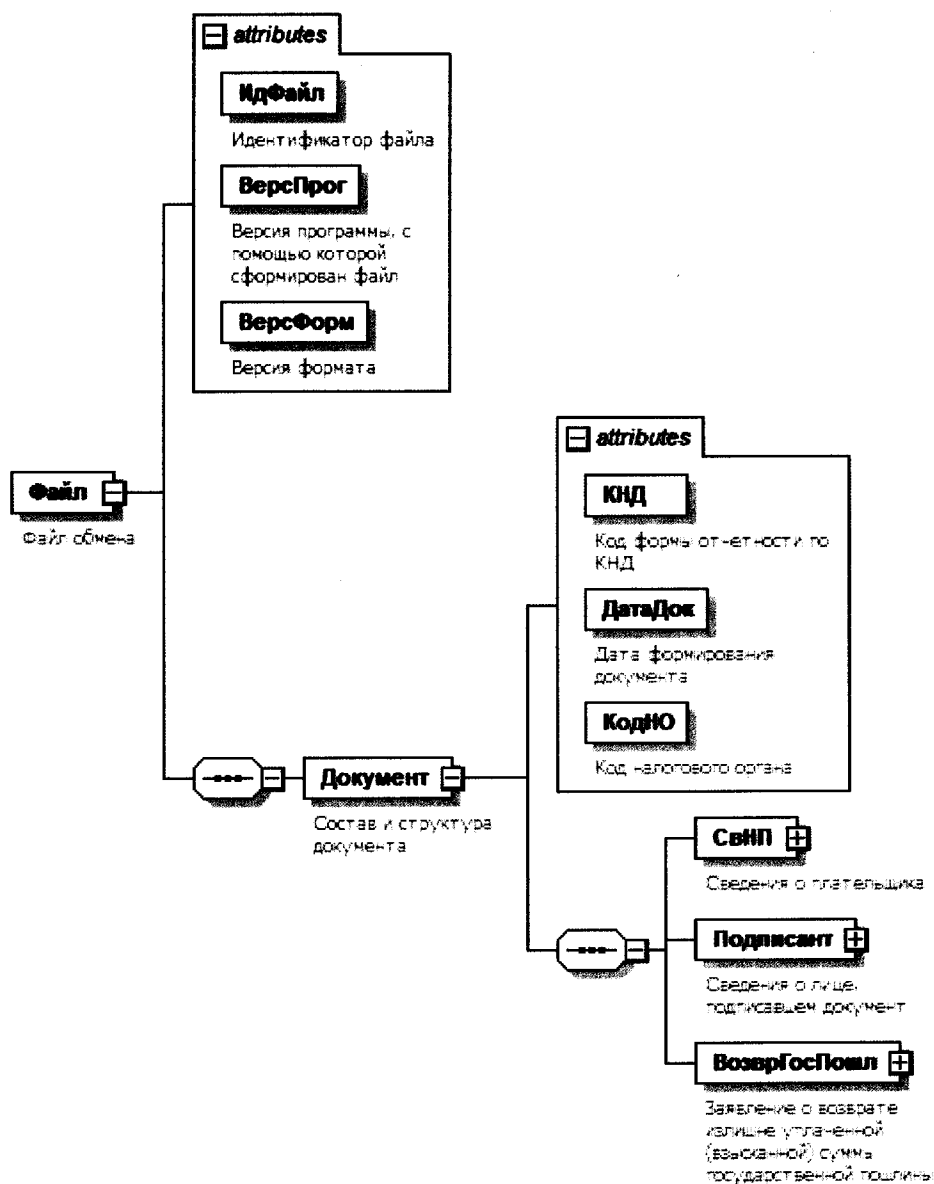 attributes
ИдФайл
Идентификатор файла
ВерсПрог
Версия программы, с
помощью которой
сформирован файл
ВерсФорм
Версия формата
Файл
Файл обмена
attributes
КНД
Код формы отчетности по
КНД
ДатаДок
Дата формирования
документа
КодНО
Код налогового органа
Документ
Состав и структура
документа
СвНП
Сведения о плательщика
Подписант
Сведения о лице,
подписавшем документ
ВозврГосПошл
Заявление о возврате
излишне уплаченной
(взысканной) суммы
государственной пошлины